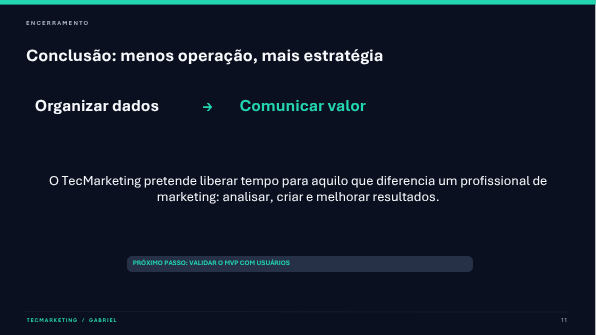 ENCERRAMENTO
Conclusão: menos operação, mais estratégia
Organizar dados → Comunicar valor
O TecMarketing pretende liberar tempo para aquilo que diferencia um profissional de
marketing: analisar, criar e melhorar resultados.
PRÓXIMO PASSO: VALIDAR O MVP COM USUÁRIOS
TECMARKETING / GABRIEL 11